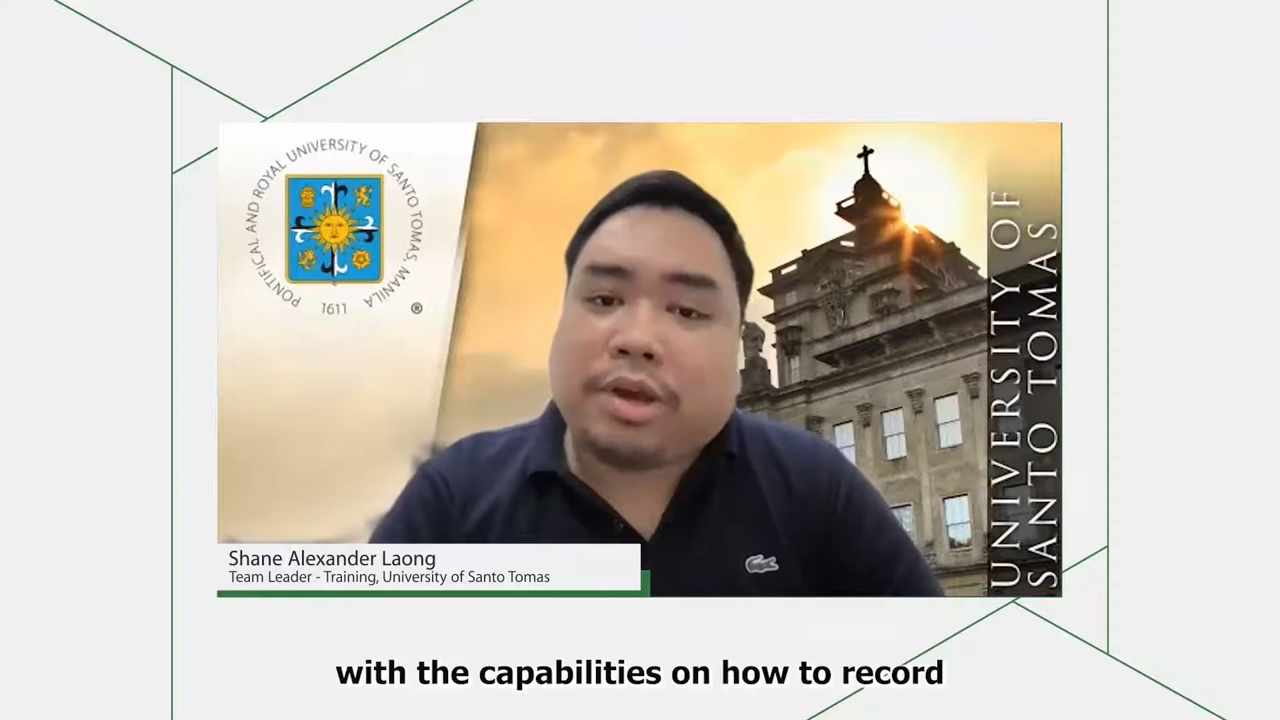 PONTIFICAL AND ROYAL UNIVERSITY OF SANTO TOMAS, MANILA
1611
®
UNIVERSITY OF
SANTO TOMAS
Shane Alexander Laong
Team Leader - Training, University of Santo Tomas
with the capabilities on how to record